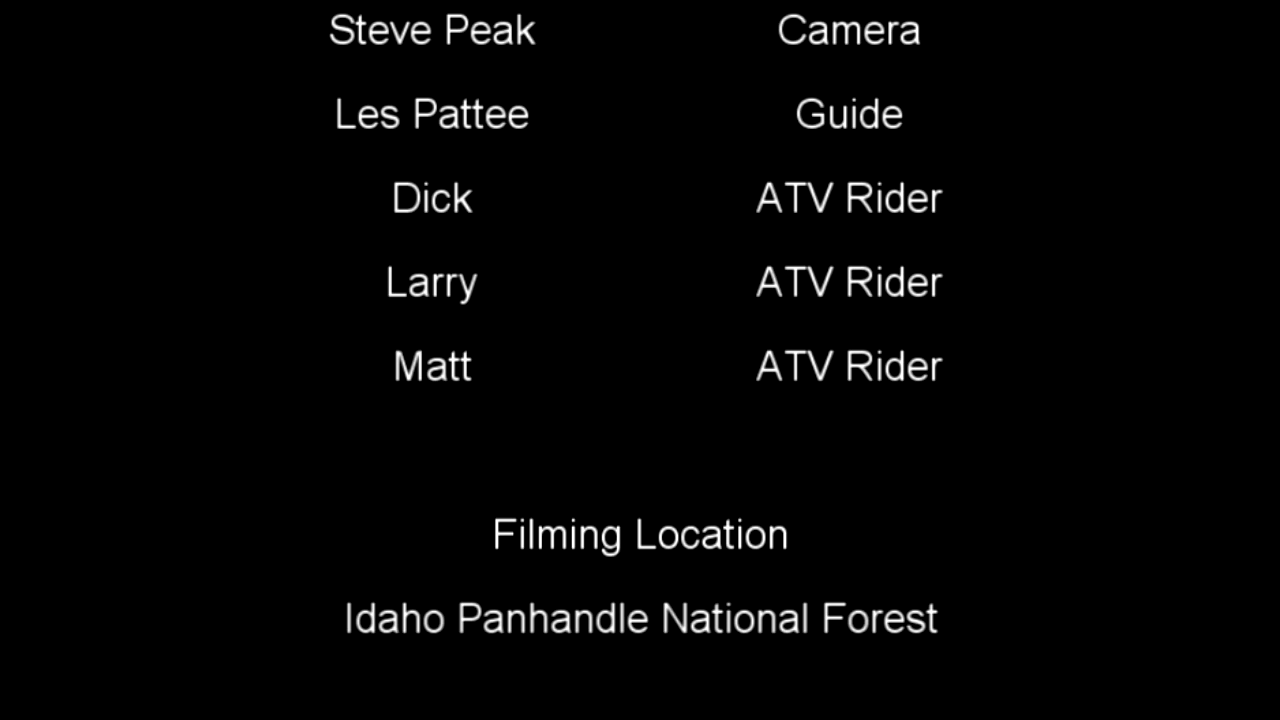 Steve Peak Camera
Les Pattee Guide
Dick ATV Rider
Larry ATV Rider
Matt ATV Rider
Filming Location
Idaho Panhandle National Forest